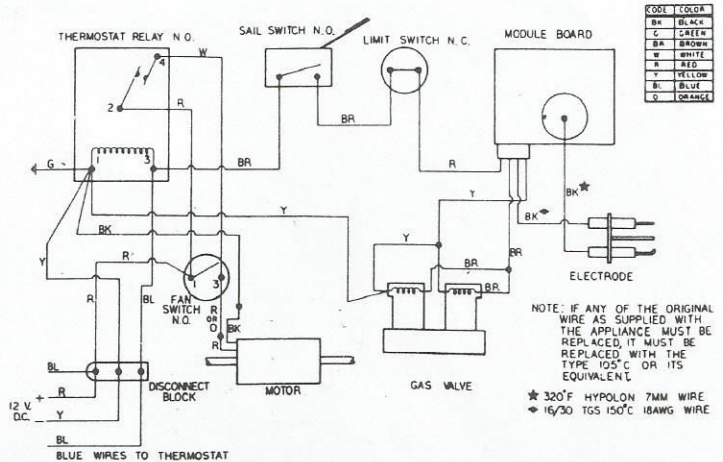 THERMOSTAT RELAY N.O.
SAIL SWITCH N.O.
LIMIT SWITCH N.C.
MODULE BOARD
CODE COLOR
BK BLACK
G GREEN
BR BROWN
W WHITE
R RED
Y YELLOW
BL BLUE
O ORANGE
4
W
2
R
BR
G
1
3
BR
R
BK ★
Y
Y
BK
BK
Y
BR
R
Y
BR
BR
R
BL
1
3
FAN
SWITCH
N.O.
R
OR
O
BK
R
ELECTRODE
BL
DISCONNECT
BLOCK
MOTOR
GAS VALVE
12 V.
D.C.
+ R
- Y
BL
BLUE WIRES TO THERMOSTAT
NOTE: IF ANY OF THE ORIGINAL
WIRE AS SUPPLIED WITH
THE APPLIANCE MUST BE
REPLACED, IT MUST BE
REPLACED WITH THE
TYPE 105°C OR ITS
EQUIVALENT.
★ 320°F HYPOLON 7MM WIRE
◆ 16/30 TGS 150°C 18AWG WIRE